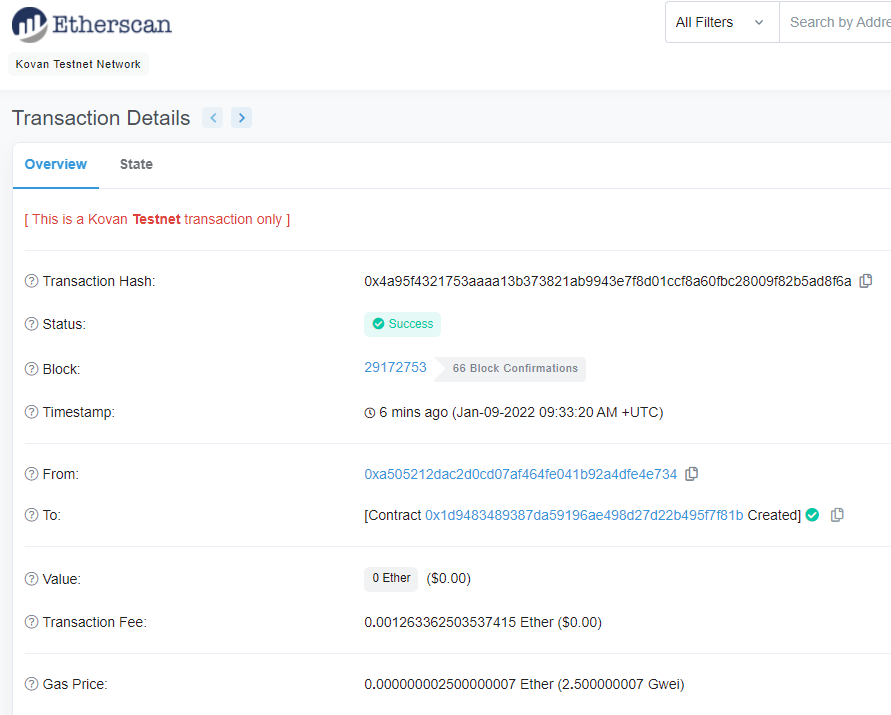 Etherscan
All Filters
Search by Addre
Kovan Testnet Network
Transaction Details
Overview State
[ This is a Kovan Testnet transaction only ]
Transaction Hash: 0x4a95f4321753aaaa13b373821ab9943e7f8d01ccf8a60fbc28009f82b5ad8f6a
Status: Success
Block: 29172753 66 Block Confirmations
Timestamp: 6 mins ago (Jan-09-2022 09:33:20 AM +UTC)
From: 0xa505212dac2d0cd07af464fe041b92a4dfe4e734
To: [Contract 0x1d9483489387da59196ae498d27d22b495f7f81b Created]
Value: 0 Ether ($0.00)
Transaction Fee: 0.001263362503537415 Ether ($0.00)
Gas Price: 0.000000002500000007 Ether (2.500000007 Gwei)